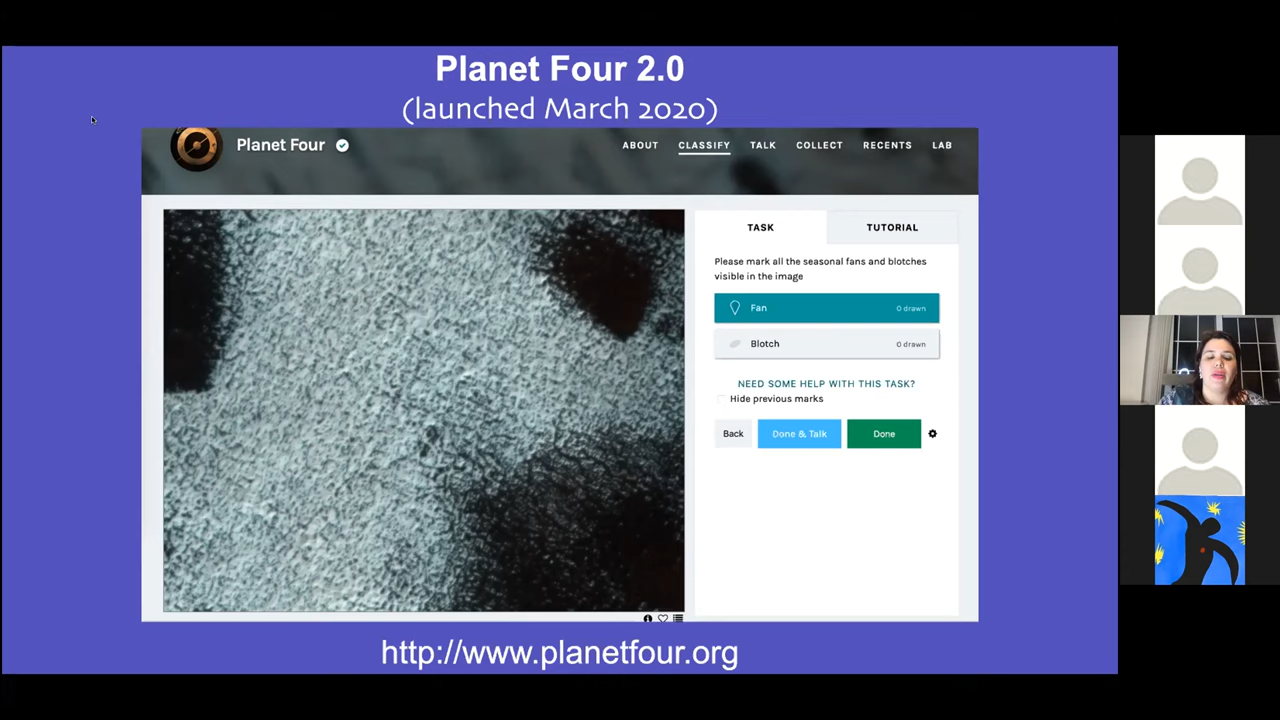 Planet Four 2.0
(launched March 2020)
Planet Four
ABOUT CLASSIFY TALK COLLECT RECENTS LAB
TASK TUTORIAL
Please mark all the seasonal fans and blotches
visible in the image
Fan 0 drawn
Blotch 0 drawn
NEED SOME HELP WITH THIS TASK?
Hide previous marks
Back Done & Talk Done
http://www.planetfour.org